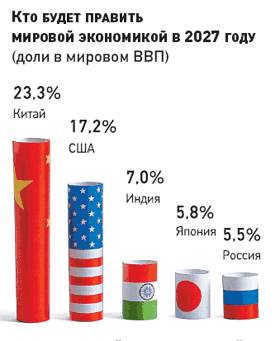 Кто будет править
мировой экономикой в 2027 году
(доли в мировом ВВП)
23,3%
Китай
17,2%
США
7,0%
Индия
5,8%
Япония
5,5%
Россия